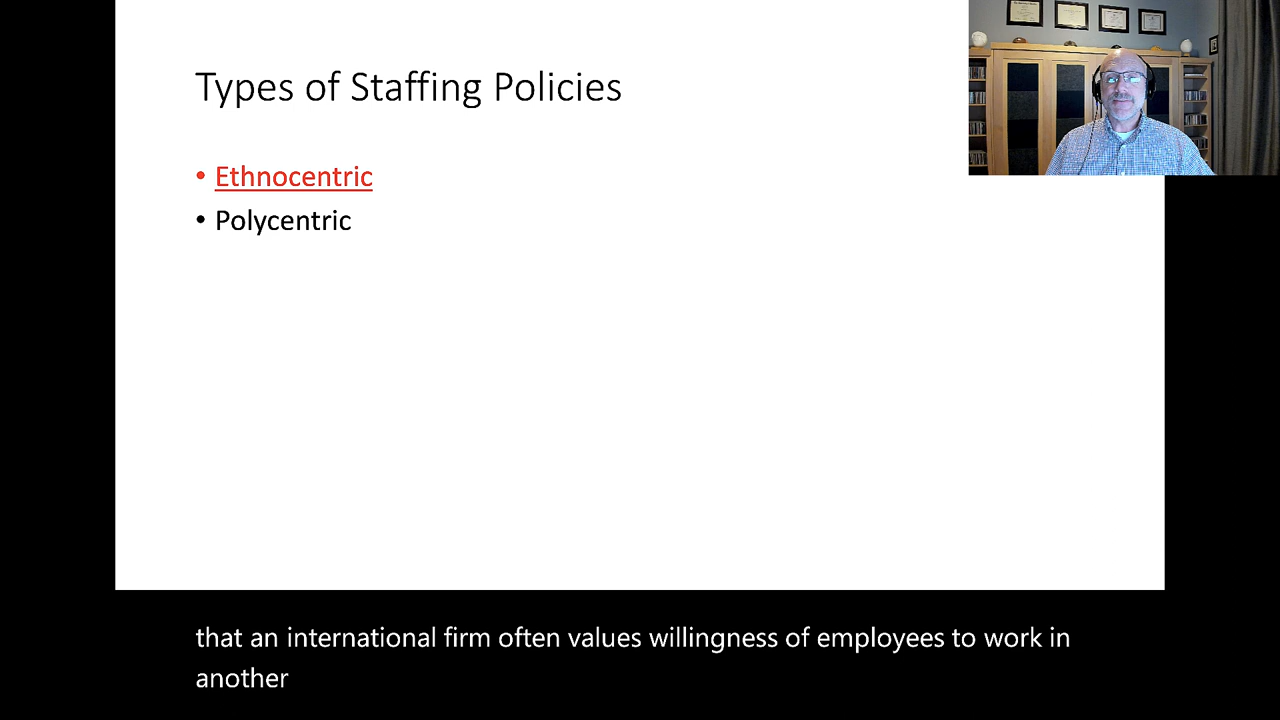 Types of Staffing Policies
• Ethnocentric
• Polycentric
that an international firm often values willingness of employees to work in
another